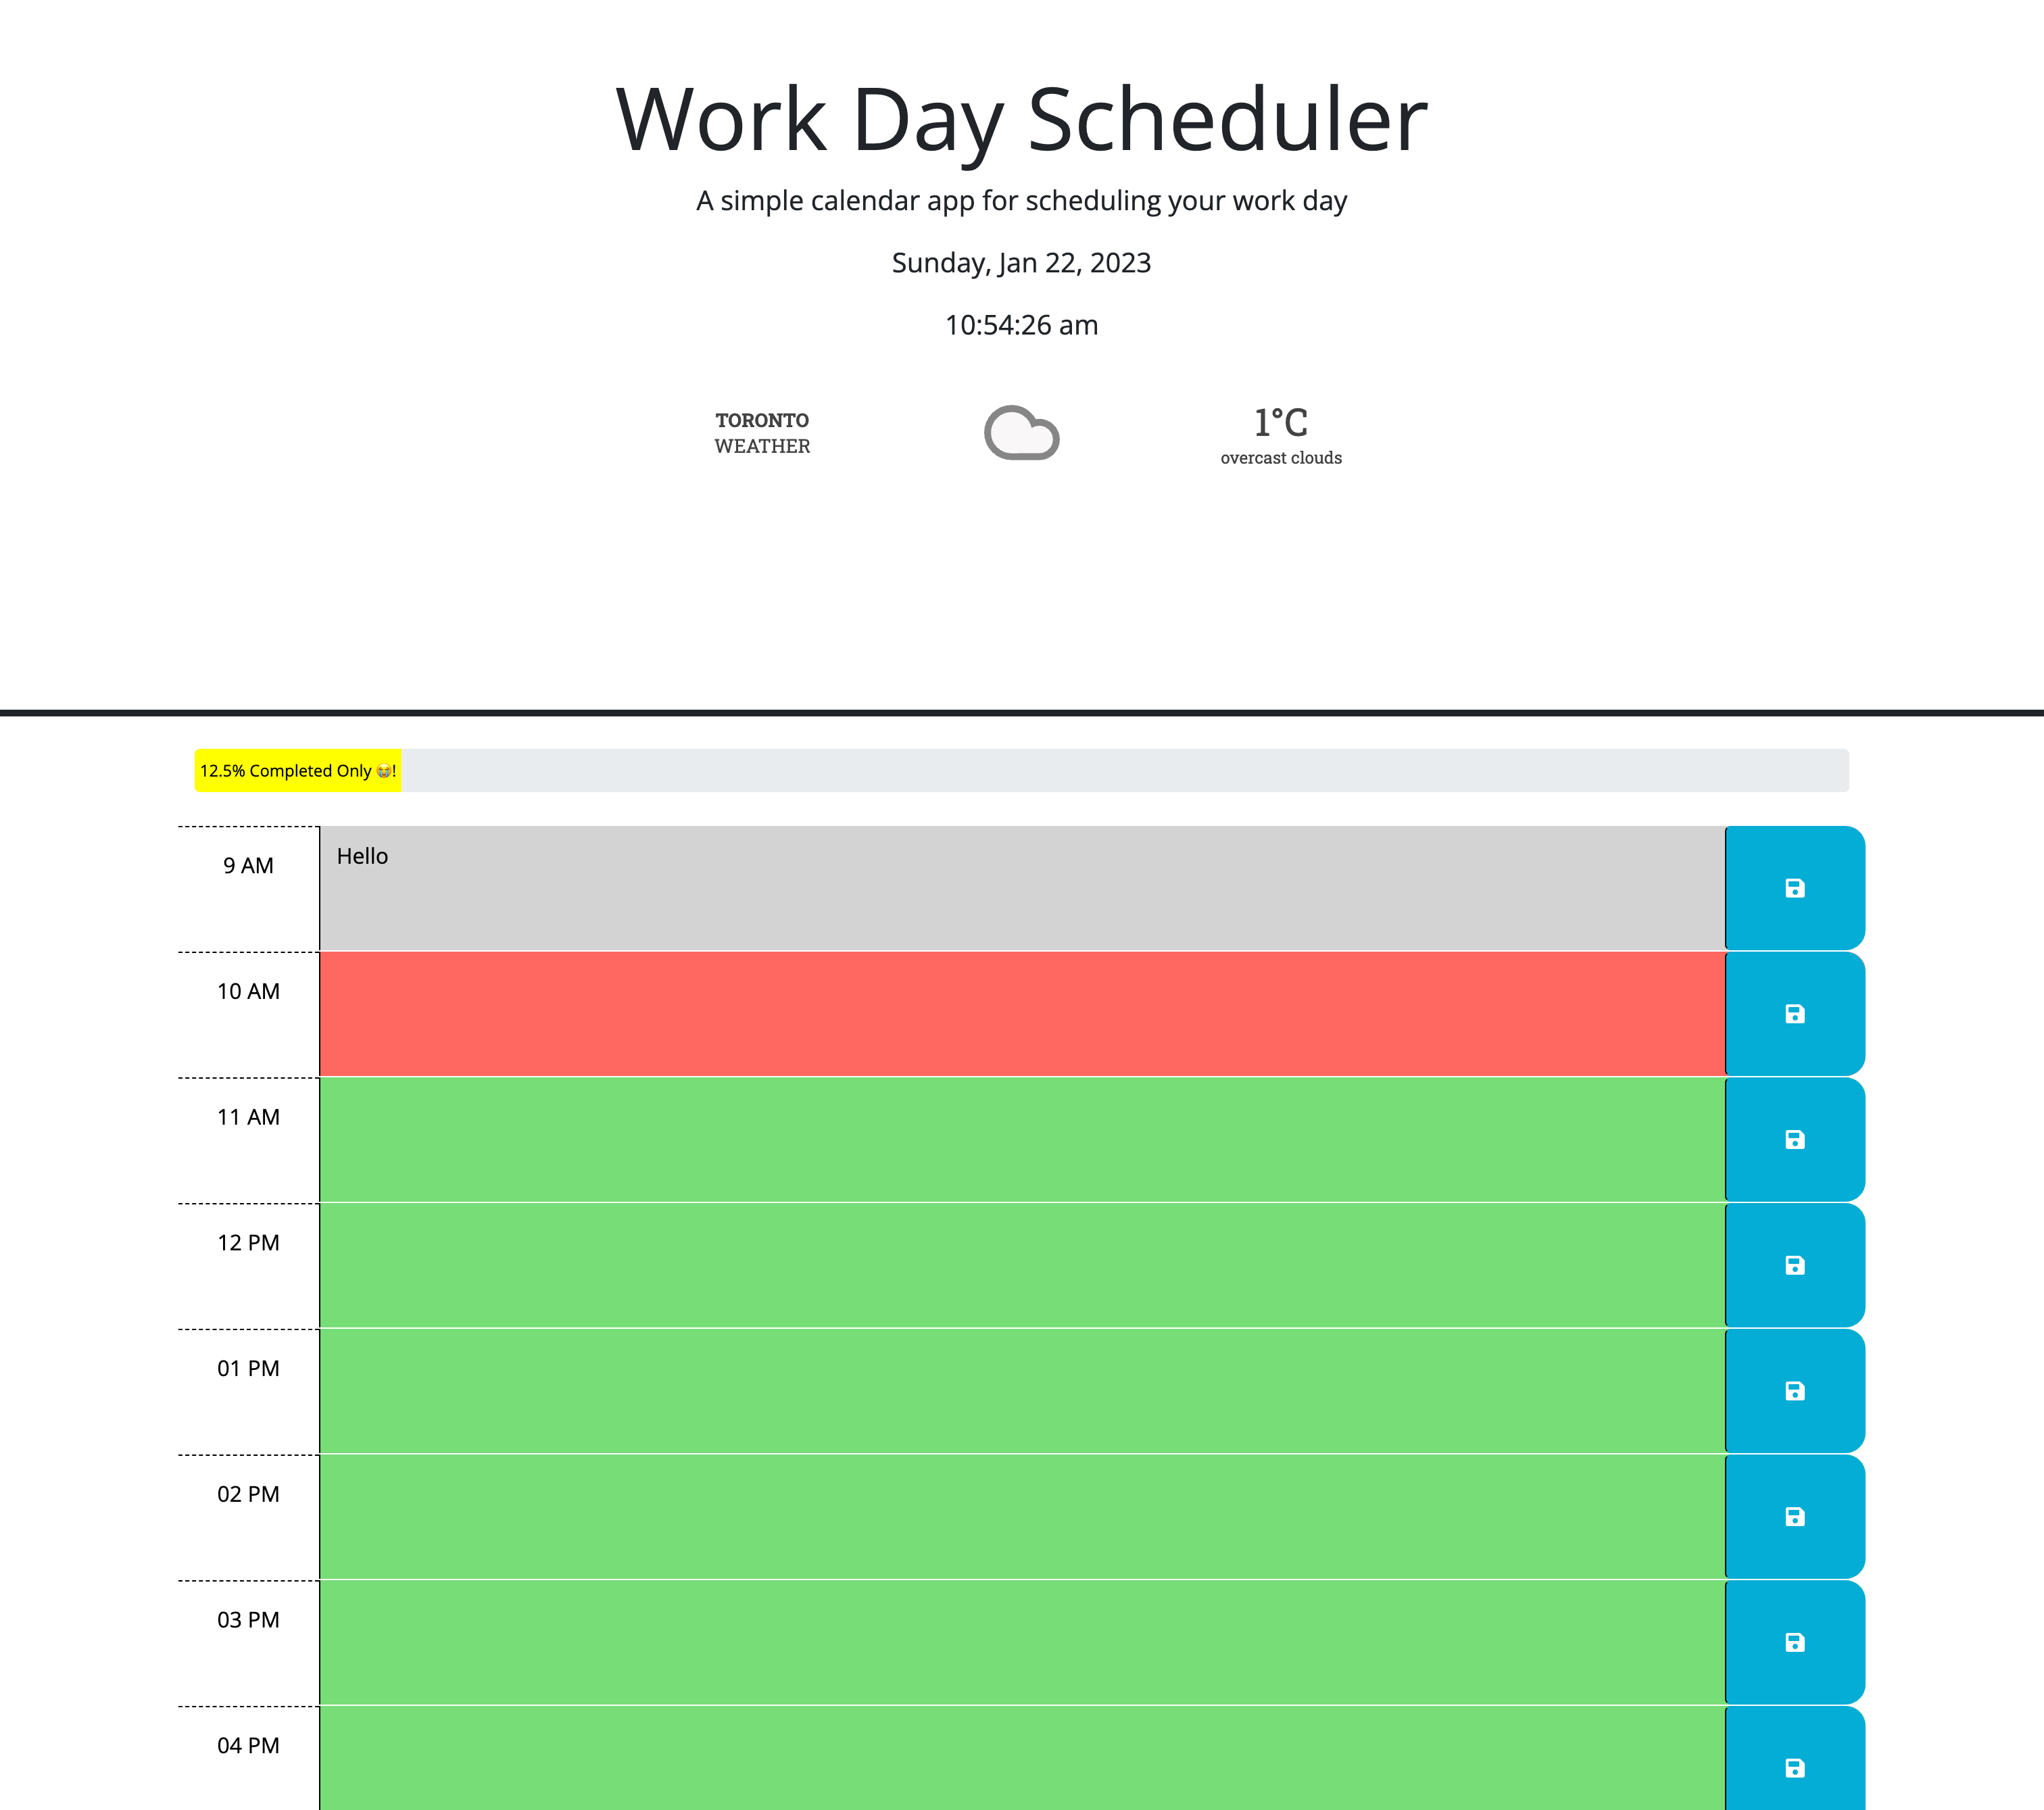 Work Day Scheduler
A simple calendar app for scheduling your work day
Sunday, Jan 22, 2023
10:54:26 am
TORONTO
WEATHER
1°C
overcast clouds
12.5% Completed Only 😭!
9 AM
Hello
10 AM
11 AM
12 PM
01 PM
02 PM
03 PM
04 PM